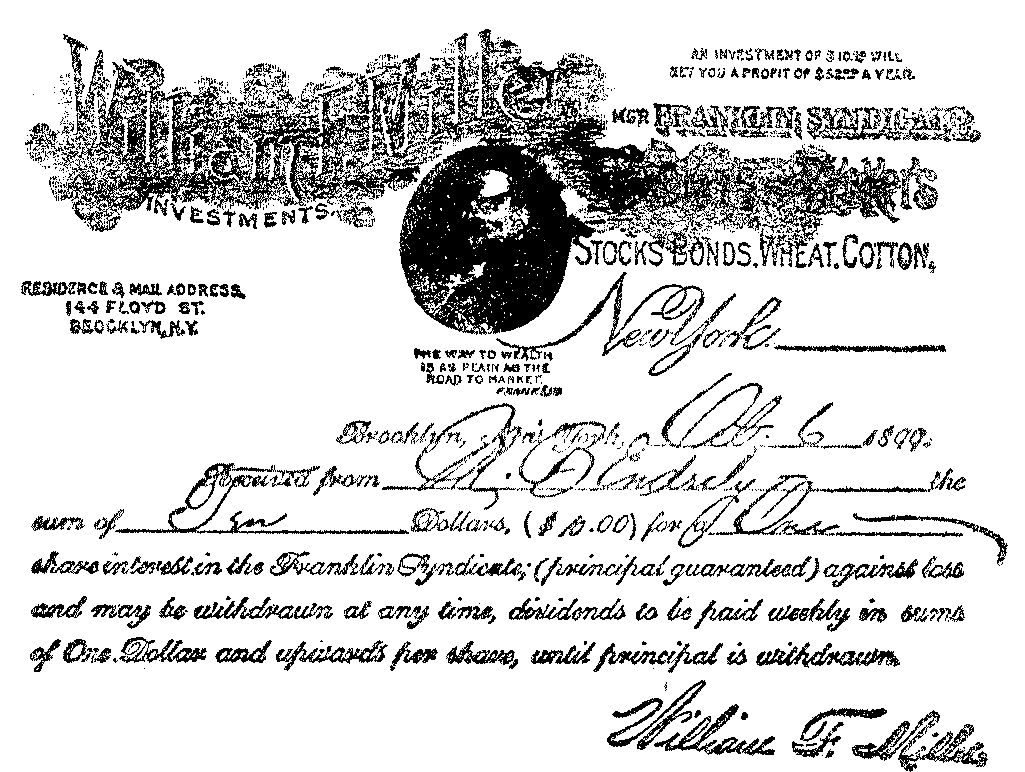 William F. Miller
INVESTMENTS.
AN INVESTMENT OF $10.00 WILL
NET YOU A PROFIT OF $52.00 A YEAR.
MGR FRANKLIN SYNDICATE,
STOCKS BONDS, WHEAT, COTTON,
RESIDENCE & MAIL ADDRESS,
144 FLOYD ST.
BROOKLYN, N.Y.
New York
THE WAY TO WEALTH
IS AS PLAIN AS THE
ROAD TO MARKET.
FRANKLIN
Brooklyn, New York, Oct. 6 1899.
Received from the
sum of Ten Dollars, ($10.00) for One
share interest in the Franklin Syndicate; (principal guaranteed) against loss
and may be withdrawn at any time, dividends to be paid weekly in sums
of One Dollar and upwards per share, until principal is withdrawn.
William F. Miller